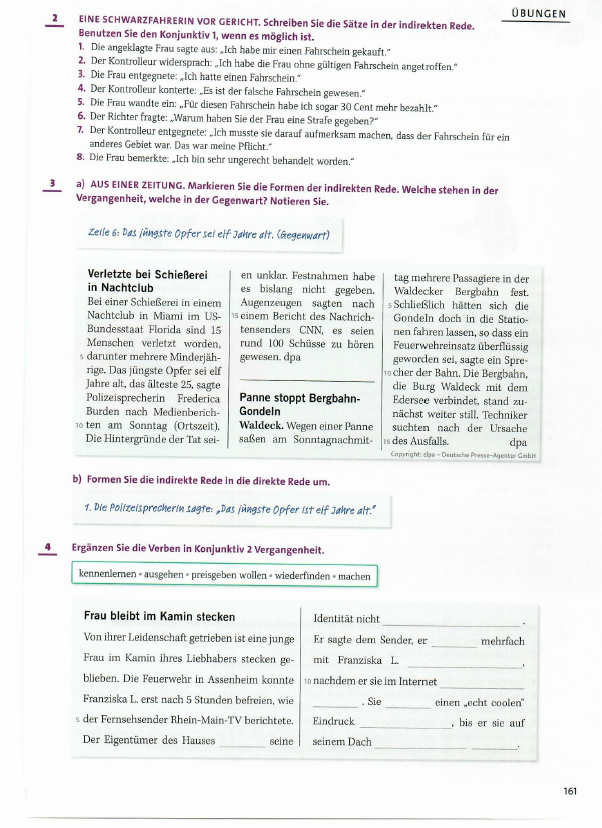 ÜBUNGEN
2 EINE SCHWARZFAHRERIN VOR GERICHT. Schreiben Sie die Sätze in der indirekten Rede.
Benutzen Sie den Konjunktiv 1, wenn es möglich ist.
1. Die angeklagte Frau sagte aus: „Ich habe mir einen Fahrschein gekauft."
2. Der Kontrolleur widersprach: „Ich habe die Frau ohne gültigen Fahrschein angetroffen."
3. Die Frau entgegnete: „Ich hatte einen Fahrschein."
4. Der Kontrolleur konterte: „Es ist der falsche Fahrschein gewesen."
5. Die Frau wandte ein: „Für diesen Fahrschein habe ich sogar 30 Cent mehr bezahlt."
6. Der Richter fragte: „Warum haben Sie der Frau eine Strafe gegeben?"
7. Der Kontrolleur entgegnete: „Ich musste sie darauf aufmerksam machen, dass der Fahrschein für ein
anderes Gebiet war. Das war meine Pflicht."
8. Die Frau bemerkte: „Ich bin sehr ungerecht behandelt worden."
3 a) AUS EINER ZEITUNG. Markieren Sie die Formen der indirekten Rede. Welche stehen in der
Vergangenheit, welche in der Gegenwart? Notieren Sie.
Zeile 6: Das jüngste Opfer sei elf Jahre alt. (Gegenwart)
Verletzte bei Schießerei
in Nachtclub
Bei einer Schießerei in einem
Nachtclub in Miami im US-
Bundesstaat Florida sind 15
Menschen verletzt worden,
5 darunter mehrere Minderjäh-
rige. Das jüngste Opfer sei elf
Jahre alt, das älteste 25, sagte
Polizeisprecherin Frederica
Burden nach Medienberich-
10 ten am Sonntag (Ortszeit).
Die Hintergründe der Tat sei-
en unklar. Festnahmen habe
es bislang nicht gegeben.
Augenzeugen sagten nach
15 einem Bericht des Nachrich-
tensenders CNN, es seien
rund 100 Schüsse zu hören
gewesen. dpa
Panne stoppt Bergbahn-
Gondeln
Waldeck. Wegen einer Panne
saßen am Sonntagnachmit-
tag mehrere Passagiere in der
Waldecker Bergbahn fest.
5 Schließlich hätten sich die
Gondeln doch in die Statio-
nen fahren lassen, so dass ein
Feuerwehreinsatz überflüssig
geworden sei, sagte ein Spre-
10 cher der Bahn. Die Bergbahn,
die Burg Waldeck mit dem
Edersee verbindet, stand zu-
nächst weiter still. Techniker
suchten nach der Ursache
15 des Ausfalls. dpa
Copyright: dpa – Deutsche Presse-Agentur GmbH
b) Formen Sie die indirekte Rede in die direkte Rede um.
1. Die Polizeisprecherin sagte: „Das jüngste Opfer ist elf Jahre alt."
4 Ergänzen Sie die Verben in Konjunktiv 2 Vergangenheit.
kennenlernen • ausgehen • preisgeben wollen • wiederfinden • machen
Frau bleibt im Kamin stecken
Von ihrer Leidenschaft getrieben ist eine junge
Frau im Kamin ihres Liebhabers stecken ge-
blieben. Die Feuerwehr in Assenheim konnte
Franziska L. erst nach 5 Stunden befreien, wie
5 der Fernsehsender Rhein-Main-TV berichtete.
Der Eigentümer des Hauses ________ seine
Identität nicht ________________________ .
Er sagte dem Sender, er ________ mehrfach
mit Franziska L. ______________________ ,
10 nachdem er sie im Internet ______________
________ . Sie ________ einen „echt coolen"
Eindruck ________________ , bis er sie auf
seinem Dach ________________ ________ .
161